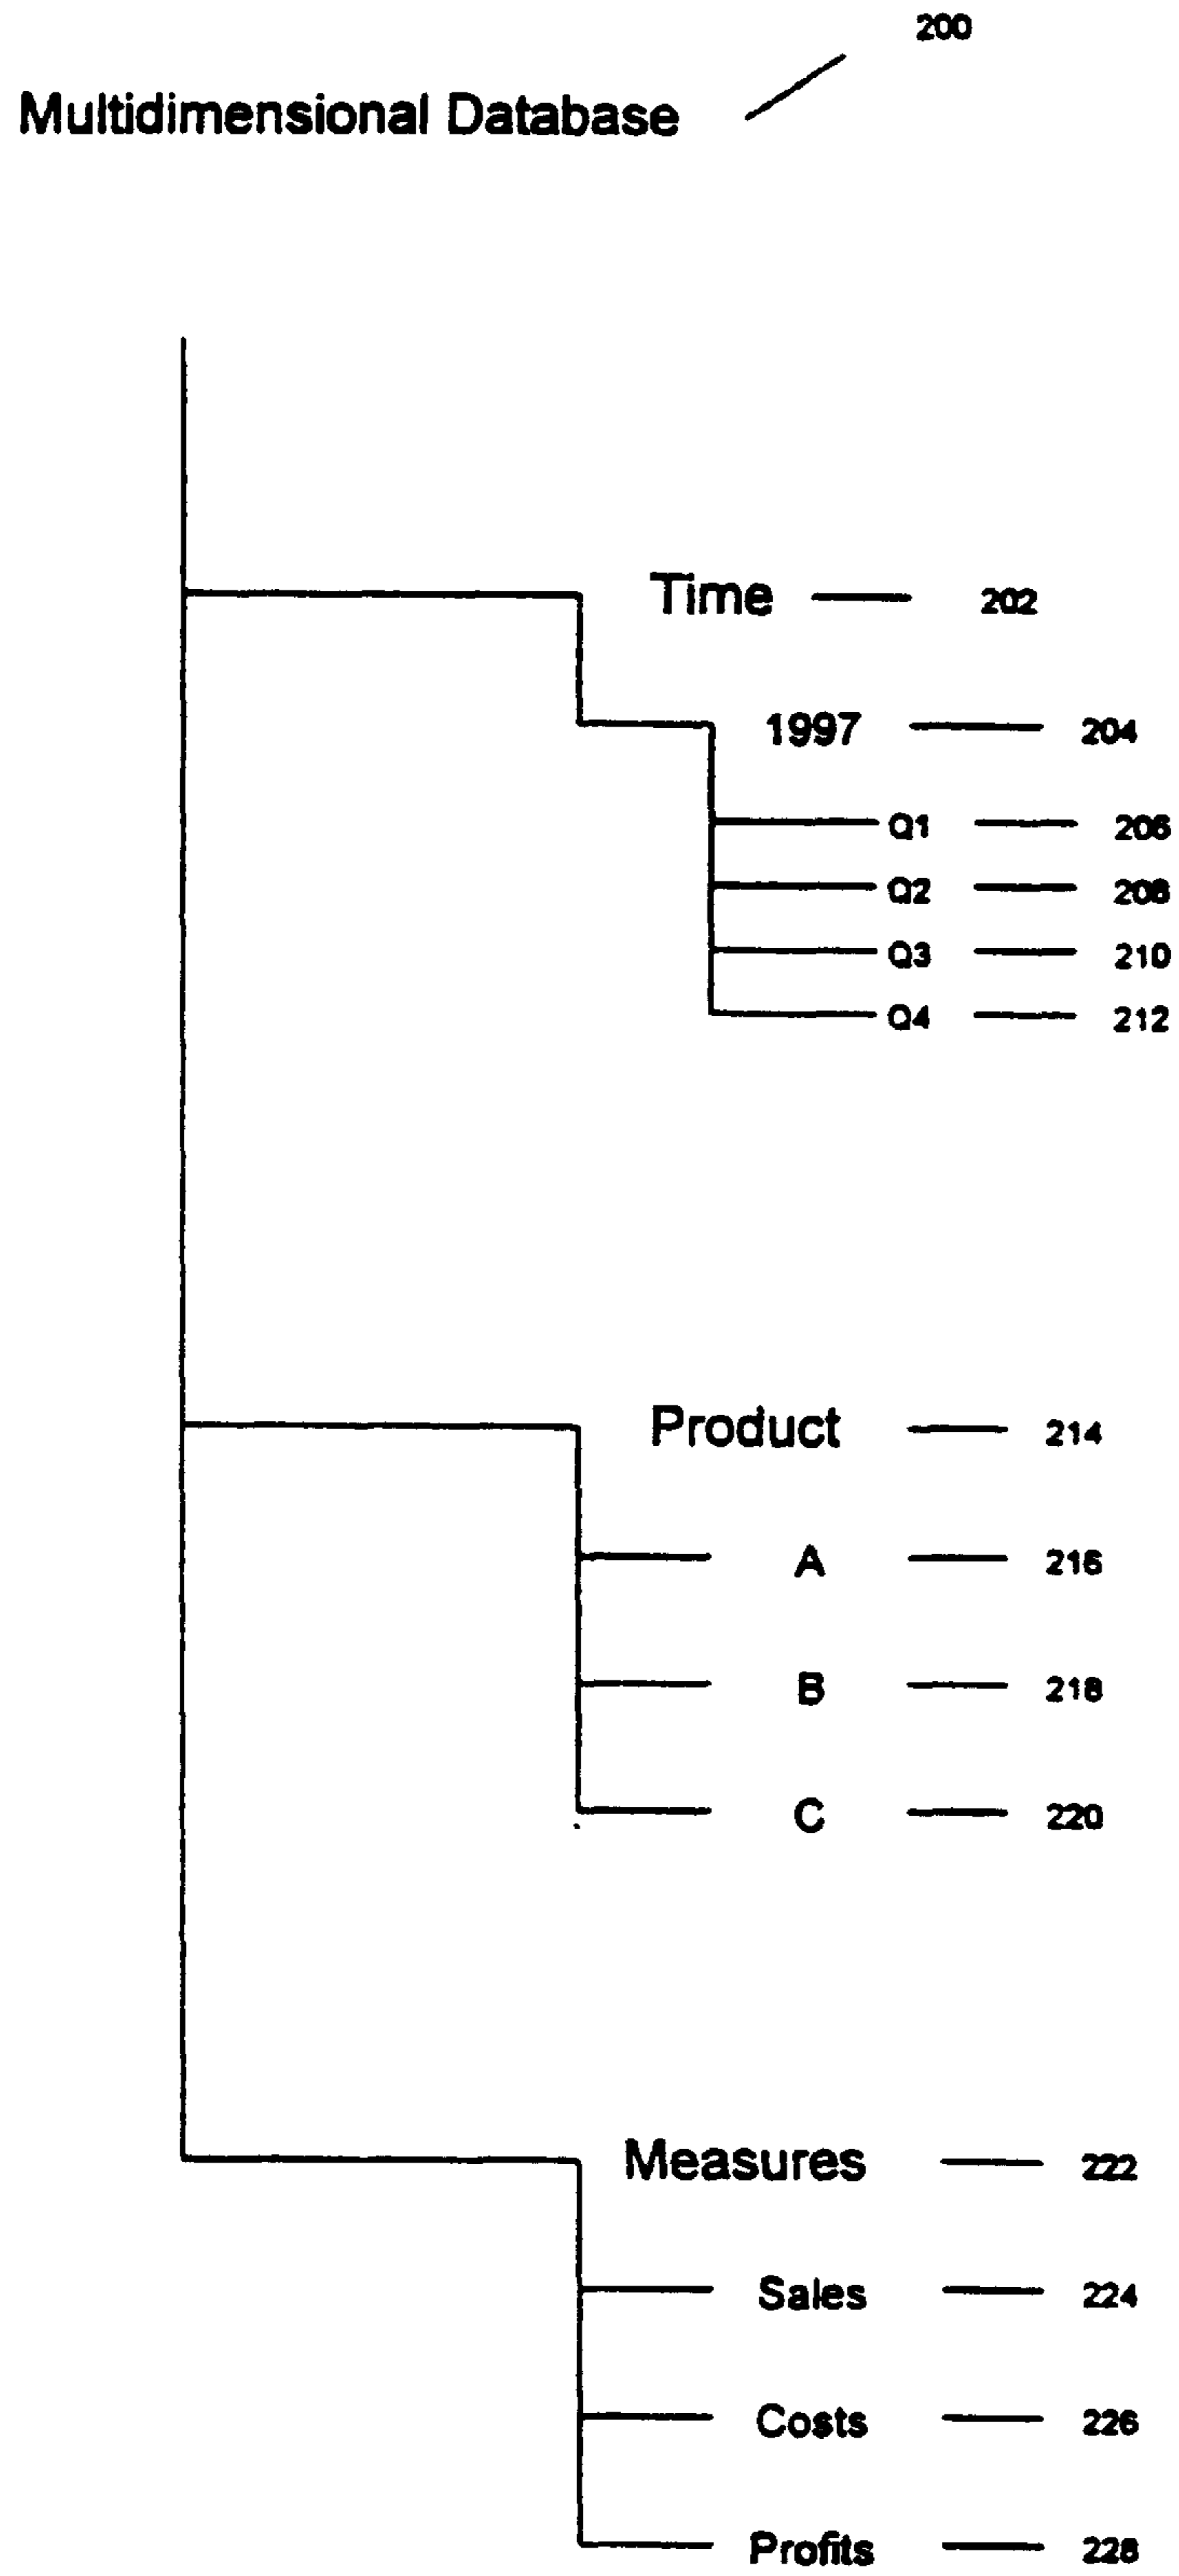 200
Multidimensional Database
Time 202
1997 204
Q1 206
Q2 208
Q3 210
Q4 212
Product 214
A 216
B 218
C 220
Measures 222
Sales 224
Costs 226
Profits 228